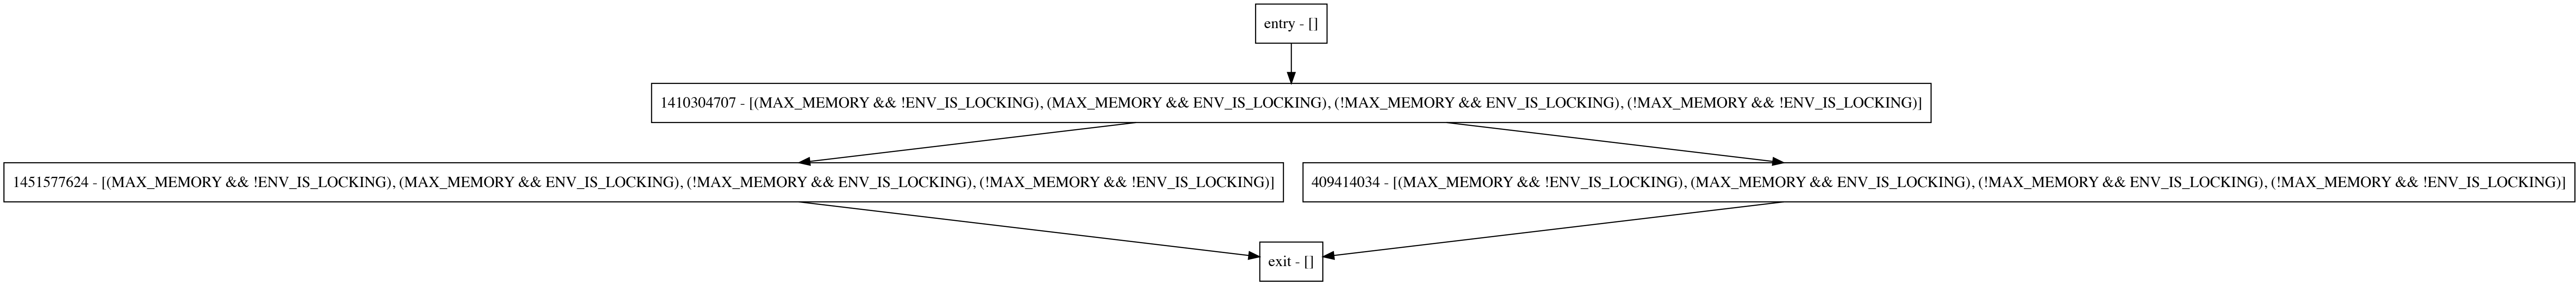 entry - []
1410304707 - [(MAX_MEMORY && !ENV_IS_LOCKING), (MAX_MEMORY && ENV_IS_LOCKING), (!MAX_MEMORY && ENV_IS_LOCKING), (!MAX_MEMORY && !ENV_IS_LOCKING)]
1451577624 - [(MAX_MEMORY && !ENV_IS_LOCKING), (MAX_MEMORY && ENV_IS_LOCKING), (!MAX_MEMORY && ENV_IS_LOCKING), (!MAX_MEMORY && !ENV_IS_LOCKING)]
409414034 - [(MAX_MEMORY && !ENV_IS_LOCKING), (MAX_MEMORY && ENV_IS_LOCKING), (!MAX_MEMORY && ENV_IS_LOCKING), (!MAX_MEMORY && !ENV_IS_LOCKING)]
exit - []